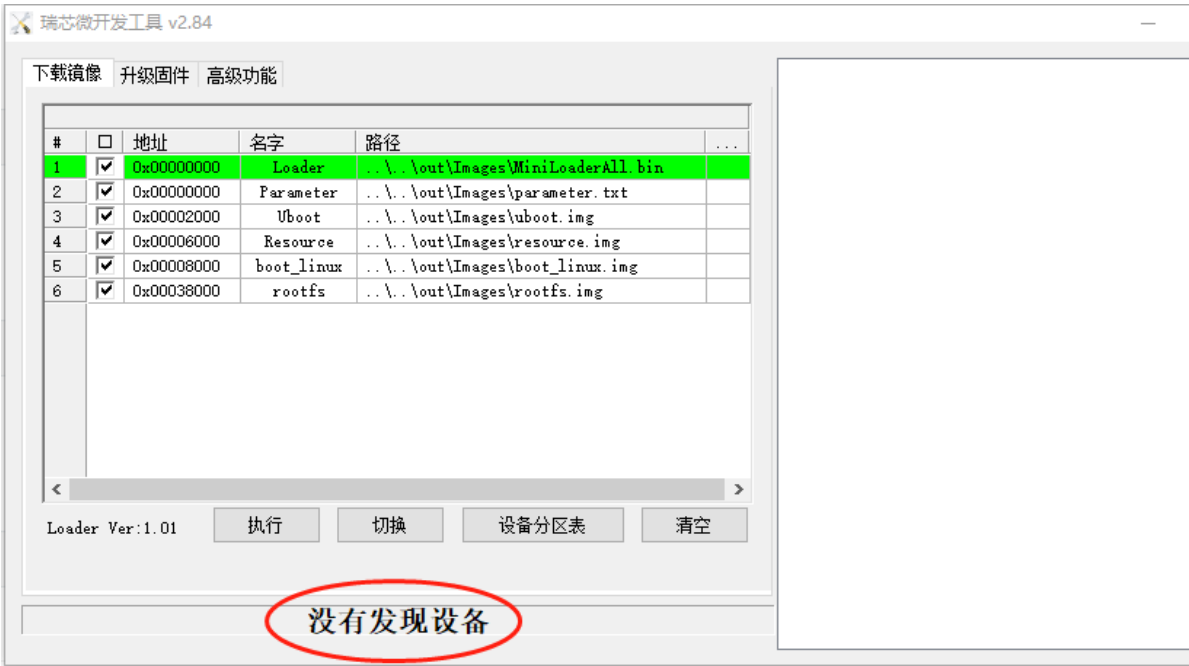 瑞芯微开发工具 v2.84
下载镜像 升级固件 高级功能
# 地址 名字 路径 ...
1 0x00000000 Loader ..\..\out\Images\MiniLoaderAll.bin
2 0x00000000 Parameter ..\..\out\Images\parameter.txt
3 0x00002000 Uboot ..\..\out\Images\uboot.img
4 0x00006000 Resource ..\..\out\Images\resource.img
5 0x00008000 boot_linux ..\..\out\Images\boot_linux.img
6 0x00038000 rootfs ..\..\out\Images\rootfs.img
Loader Ver:1.01 执行 切换 设备分区表 清空
没有发现设备